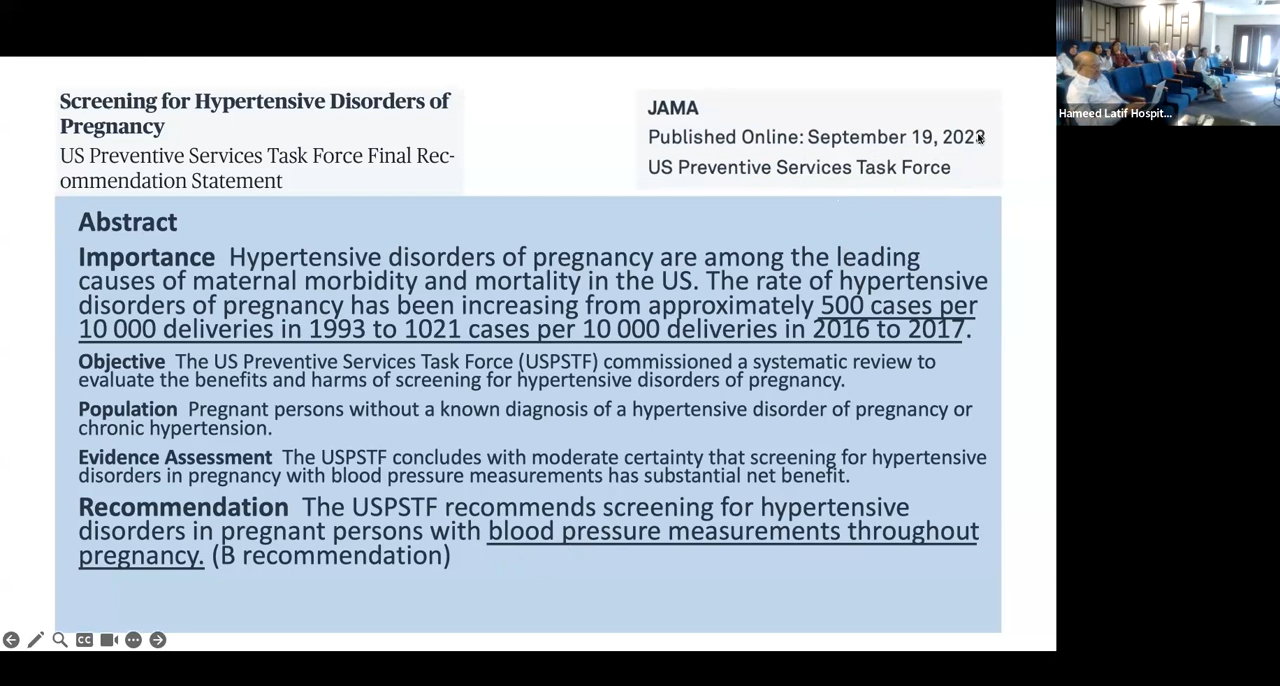 Screening for Hypertensive Disorders of
Pregnancy
US Preventive Services Task Force Final Rec-
ommendation Statement
JAMA
Published Online: September 19, 2023
US Preventive Services Task Force
Hameed Latif Hospit...
Abstract
Importance Hypertensive disorders of pregnancy are among the leading
causes of maternal morbidity and mortality in the US. The rate of hypertensive
disorders of pregnancy has been increasing from approximately 500 cases per
10 000 deliveries in 1993 to 1021 cases per 10 000 deliveries in 2016 to 2017.
Objective The US Preventive Services Task Force (USPSTF) commissioned a systematic review to
evaluate the benefits and harms of screening for hypertensive disorders of pregnancy.
Population Pregnant persons without a known diagnosis of a hypertensive disorder of pregnancy or
chronic hypertension.
Evidence Assessment The USPSTF concludes with moderate certainty that screening for hypertensive
disorders in pregnancy with blood pressure measurements has substantial net benefit.
Recommendation The USPSTF recommends screening for hypertensive
disorders in pregnant persons with blood pressure measurements throughout
pregnancy. (B recommendation)
CC